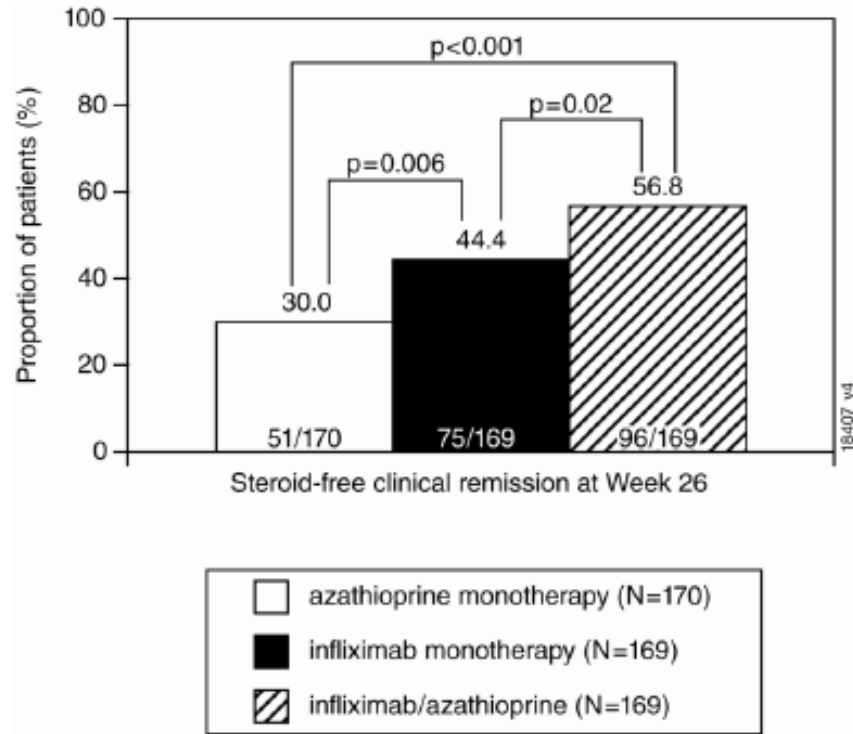 100
80
60
40
20
0
Proportion of patients (%)
p<0.001
p=0.02
p=0.006
56.8
44.4
30.0
51/170
75/169
96/169
18407_v4
Steroid-free clinical remission at Week 26
azathioprine monotherapy (N=170)
infliximab monotherapy (N=169)
infliximab/azathioprine (N=169)